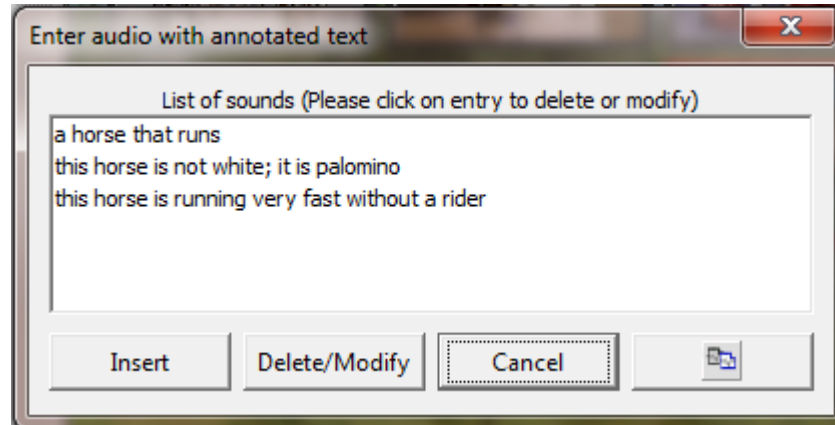 Enter audio with annotated text
List of sounds (Please click on entry to delete or modify)
a horse that runs
this horse is not white; it is palomino
this horse is running very fast without a rider
Insert
Delete/Modify
Cancel